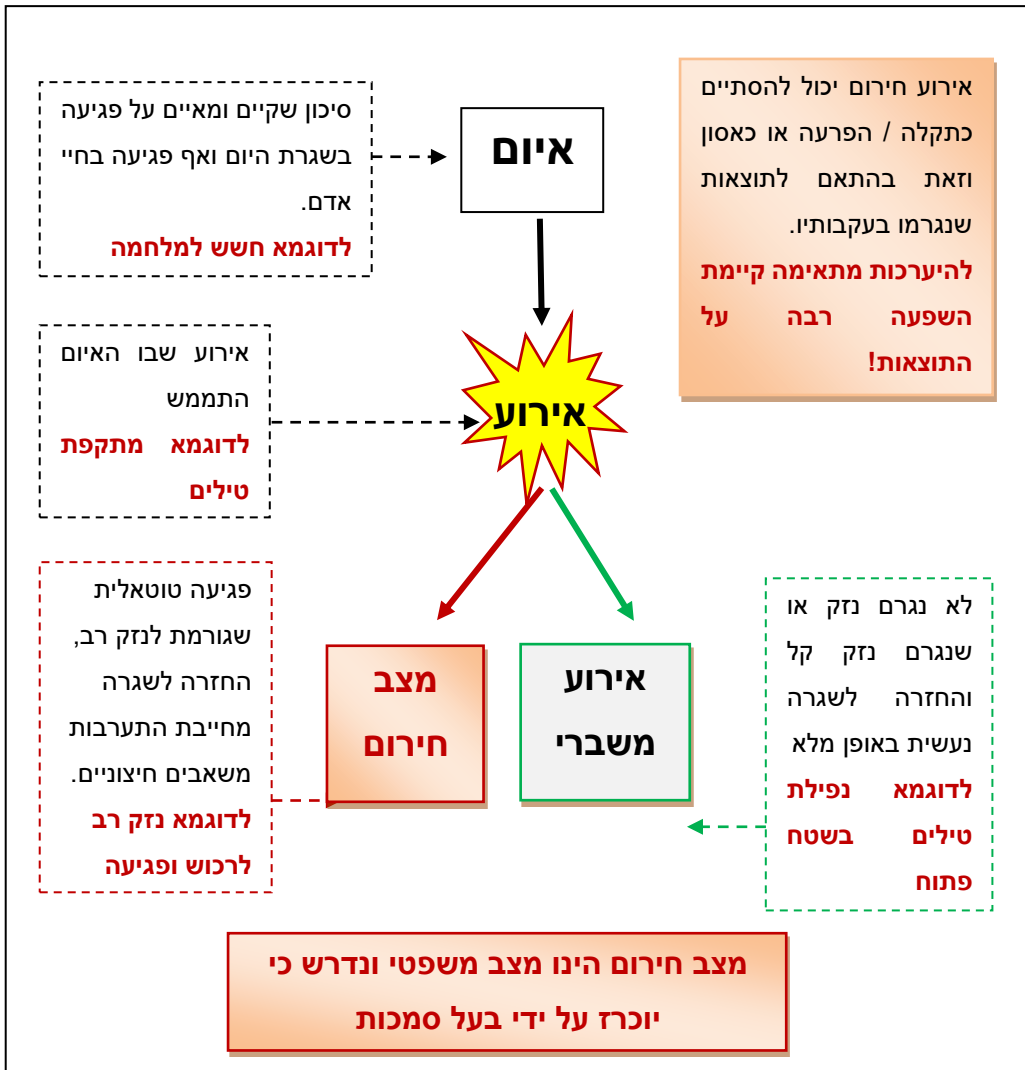 אירוע חירום יכול להסתיים
כתקלה / הפרעה או כאסון
וזאת בהתאם לתוצאות
שנגרמו בעקבותיו.
להיערכות מתאימה קיימת
השפעה רבה על
התוצאות!
איום
סיכון שקיים ומאיים על פגיעה
בשגרת היום ואף פגיעה בחיי
אדם.
לדוגמא חשש למלחמה
אירוע
אירוע שבו האיום
התממש
לדוגמא מתקפת
טילים
לא נגרם נזק או
שנגרם נזק קל
והחזרה לשגרה
נעשית באופן מלא
לדוגמא נפילת
טילים בשטח
פתוח
אירוע
משברי
מצב
חירום
פגיעה טוטאלית
שגורמת לנזק רב,
החזרה לשגרה
מחייבת התערבות
משאבים חיצוניים.
לדוגמא נזק רב
לרכוש ופגיעה
מצב חירום הינו מצב משפטי ונדרש כי
יוכרז על ידי בעל סמכות